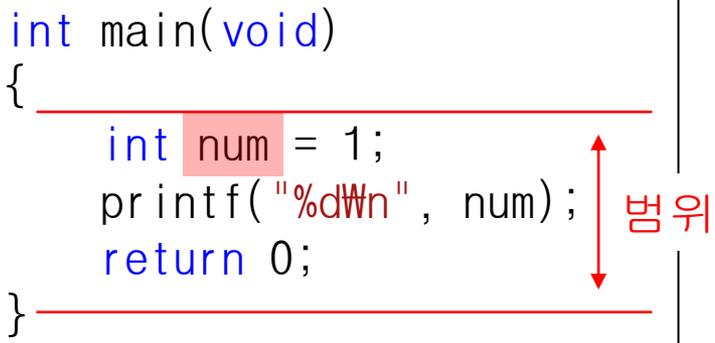 int main(void)
{
int num = 1;
printf("%d₩n", num);
범위
return 0;
}